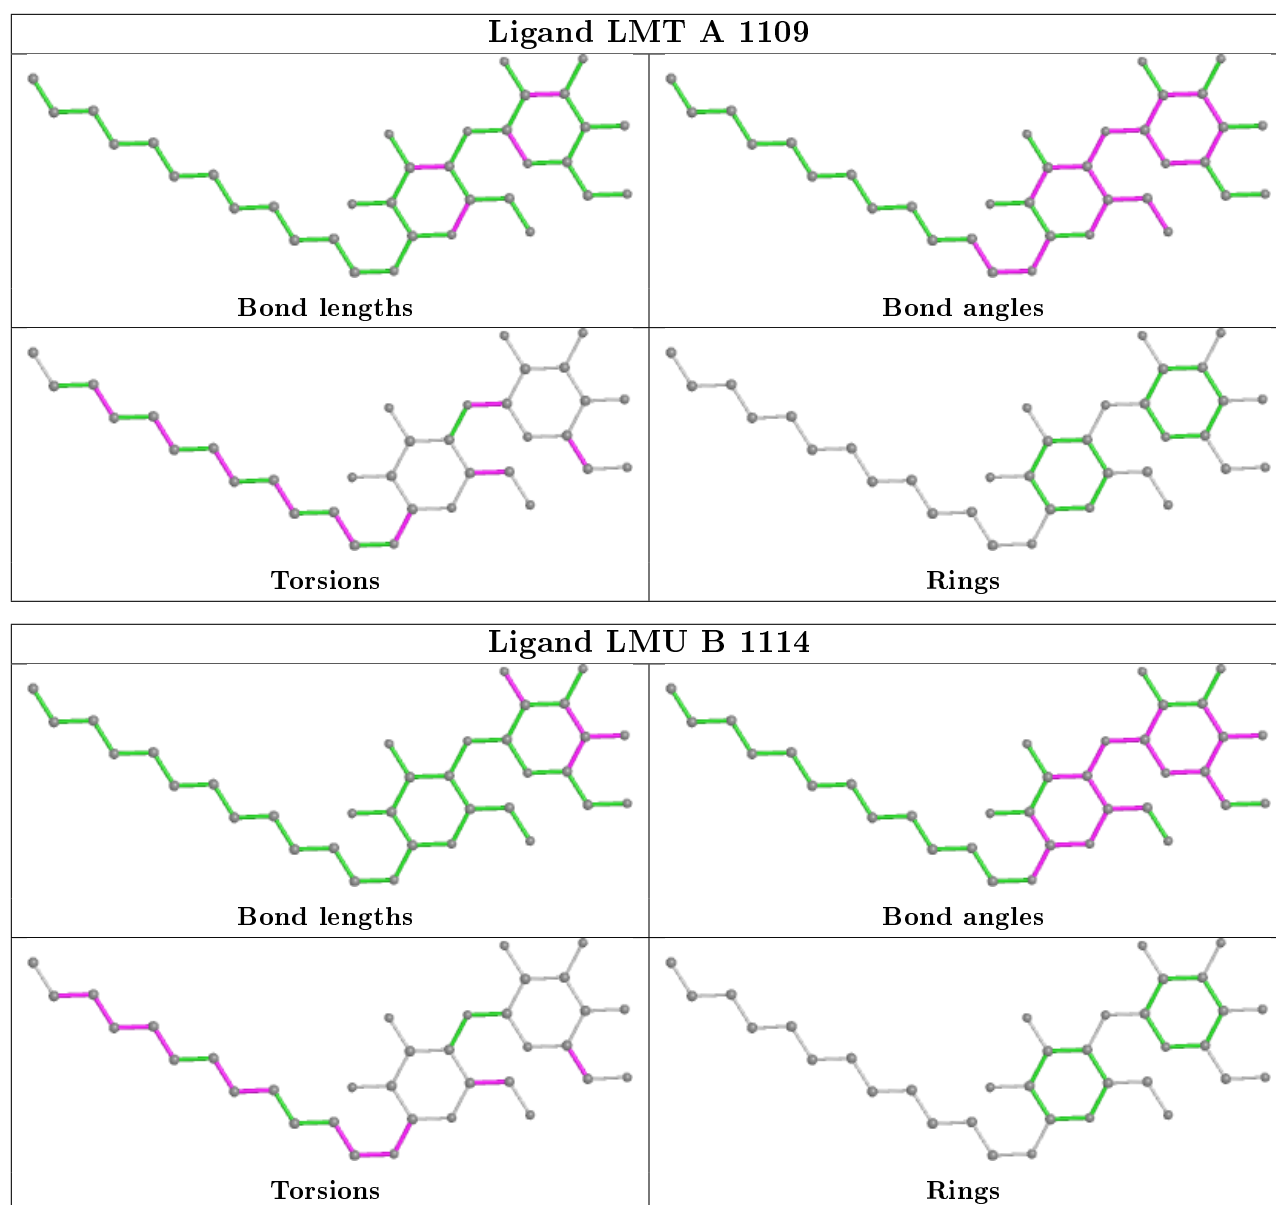 Ligand LMT A 1109
Bond lengths
Bond angles
Torsions
Rings
Ligand LMU B 1114
Bond lengths
Bond angles
Torsions
Rings